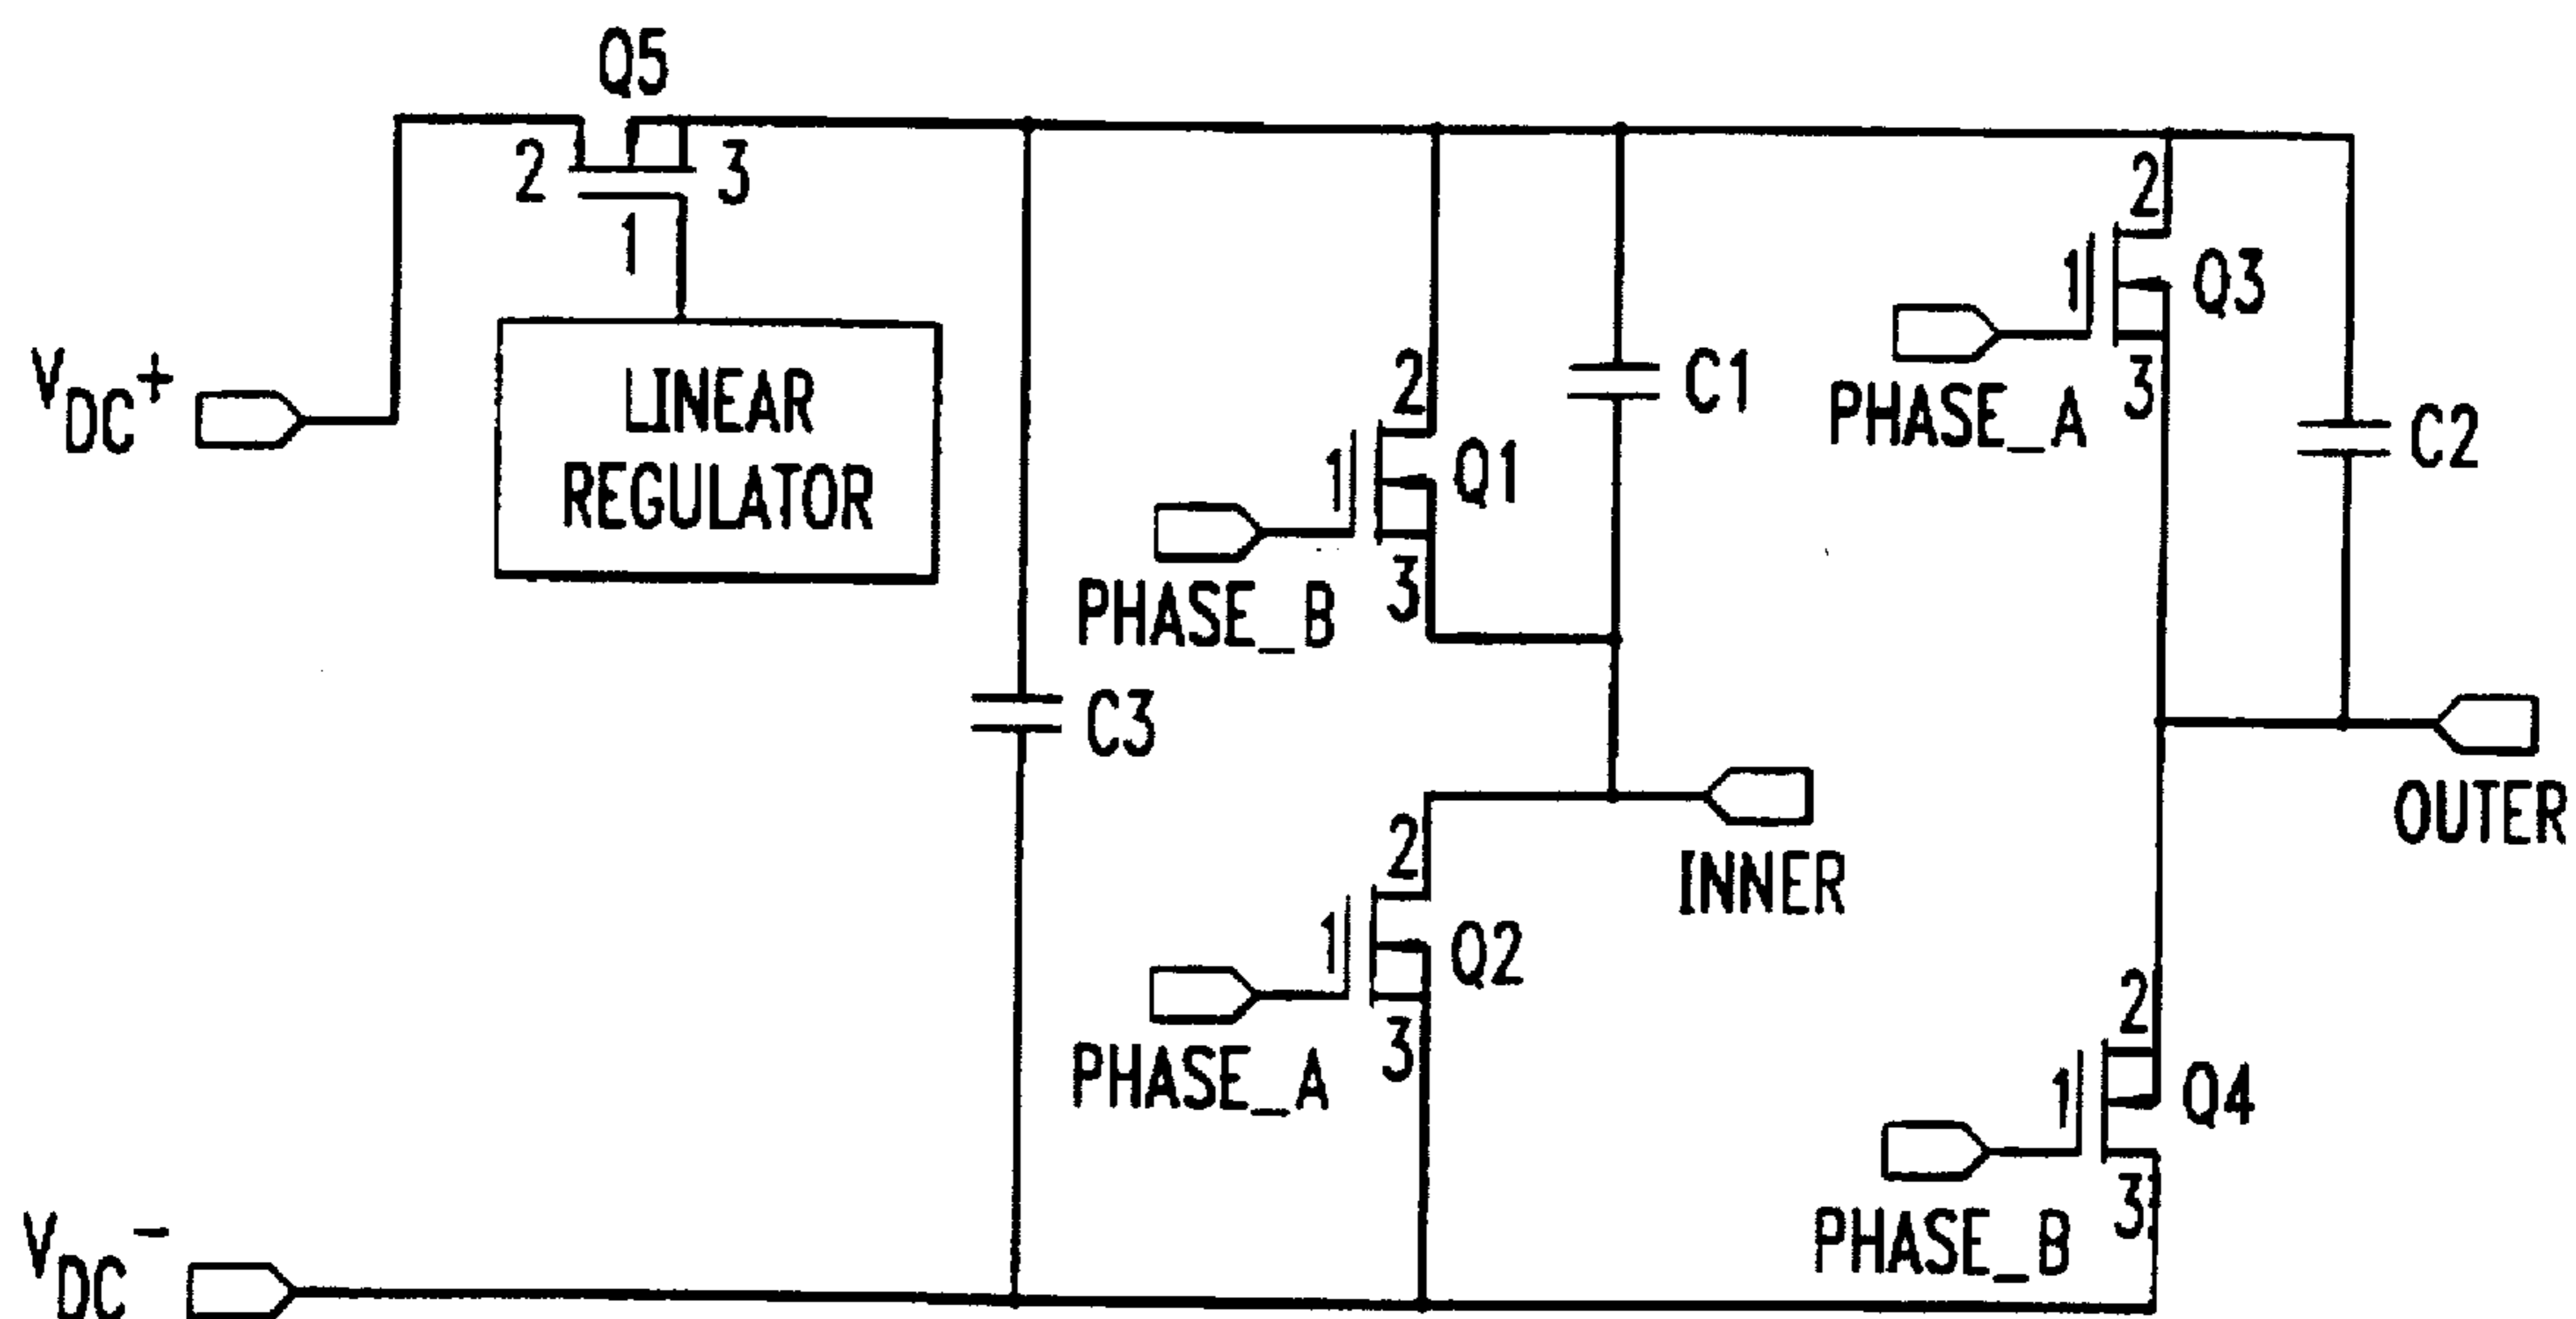 Q5
2
3
1
V_DC+
LINEAR
REGULATOR
C3
2
1
Q1
3
PHASE_B
C1
2
1
Q3
3
PHASE_A
C2
OUTER
INNER
2
1
Q2
3
PHASE_A
2
1
Q4
3
PHASE_B
V_DC-